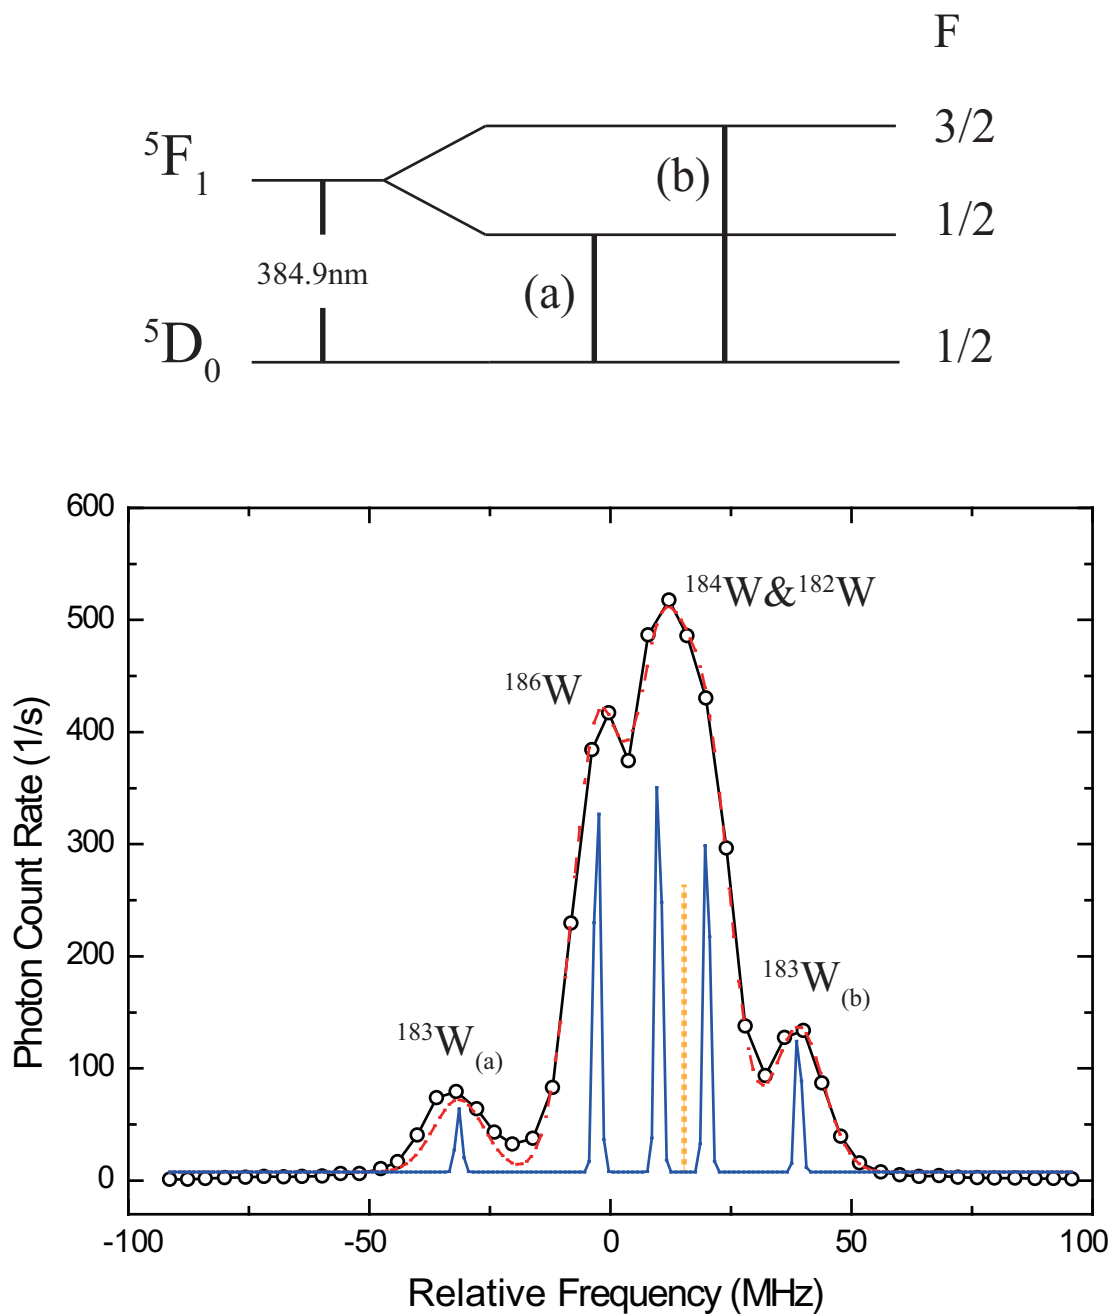 F
⁵F₁
3/2
(b)
1/2
384.9nm
(a)
⁵D₀
1/2
600
500
400
300
200
100
0
Photon Count Rate (1/s)
¹⁸⁴W&¹⁸²W
¹⁸⁶W
¹⁸³W(b)
¹⁸³W(a)
-100
-50
0
50
100
Relative Frequency (MHz)